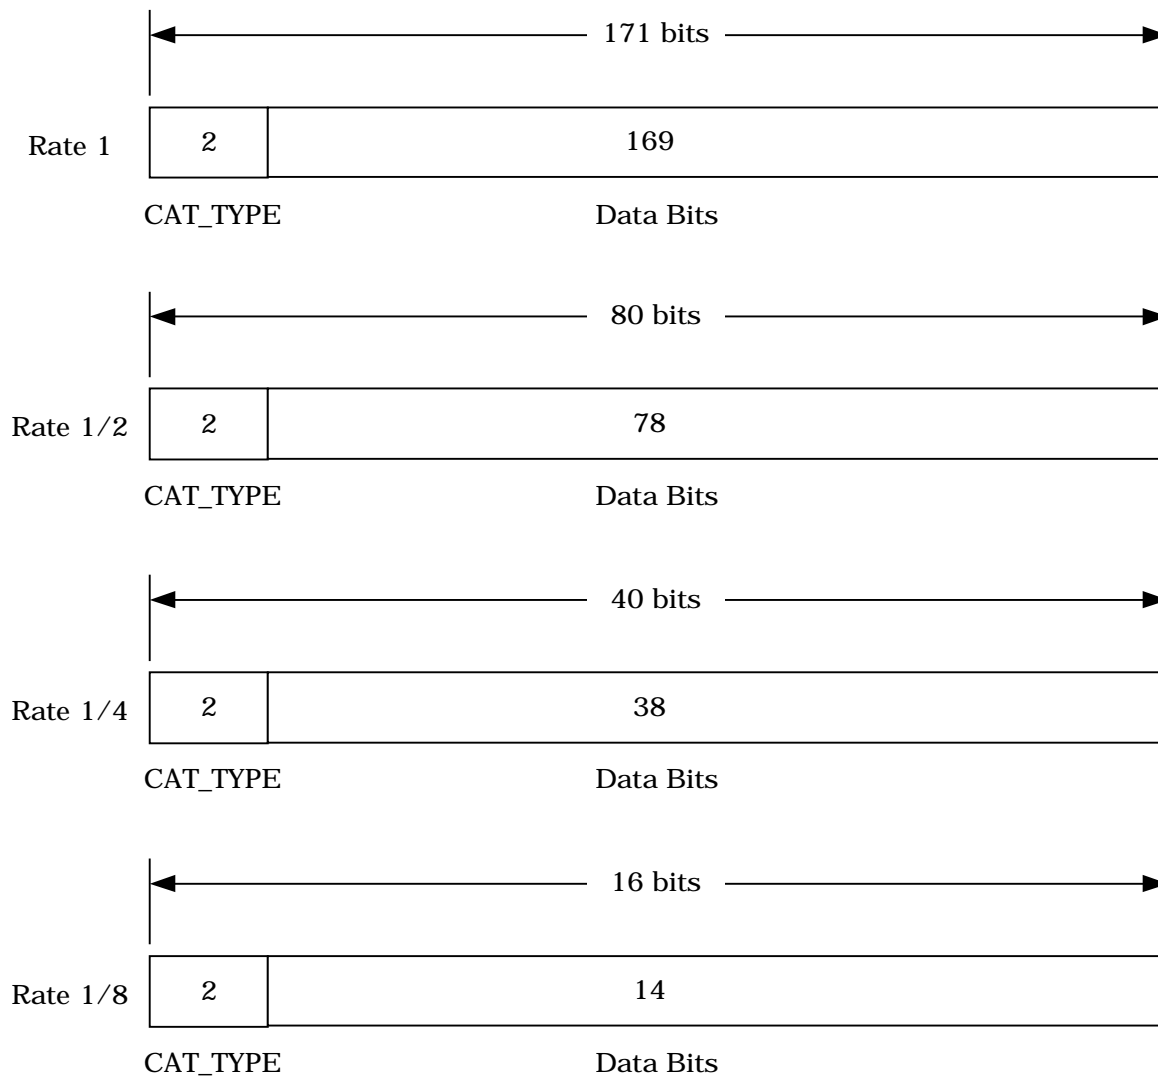 171 bits
Rate 1
2
169
CAT_TYPE
Data Bits
80 bits
Rate 1/2
2
78
CAT_TYPE
Data Bits
40 bits
Rate 1/4
2
38
CAT_TYPE
Data Bits
16 bits
Rate 1/8
2
14
CAT_TYPE
Data Bits